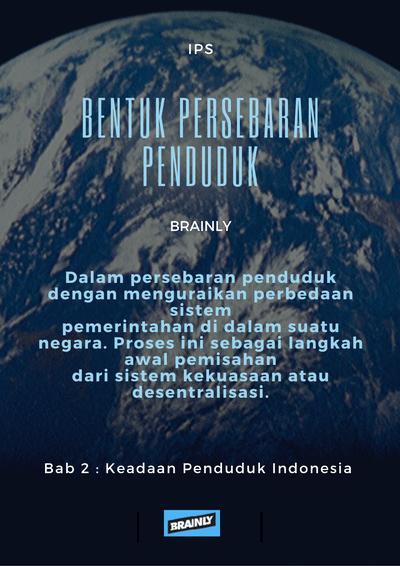 IPS
BENTUK PERSEBARAN
PENDUDUK
BRAINLY
Dalam persebaran penduduk
dengan menguraikan perbedaan
sistem
pemerintahan di dalam suatu
negara. Proses ini sebagai langkah
awal pemisahan
dari sistem kekuasaan atau
desentralisasi.
Bab 2 : Keadaan Penduduk Indonesia
BRAINLY